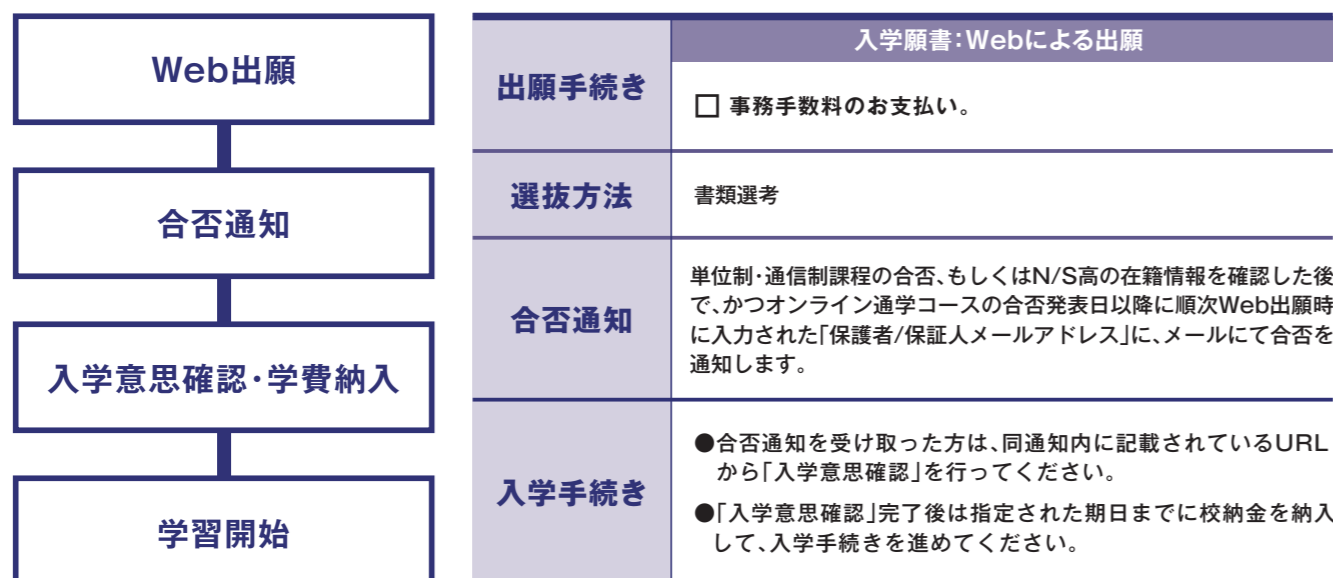 Web出願
合否通知
入学意思確認・学費納入
学習開始
出願手続き
入学願書:Webによる出願
□ 事務手数料のお支払い。
選抜方法
書類選考
合否通知
単位制・通信制課程の合否、もしくはN/S高の在籍情報を確認した後
で、かつオンライン通学コースの合否発表日以降に順次Web出願時
に入力された「保護者/保証人メールアドレス」に、メールにて合否を
通知します。
入学手続き
●合否通知を受け取った方は、同通知内に記載されているURL
から「入学意思確認」を行ってください。
●「入学意思確認」完了後は指定された期日までに校納金を納入
して、入学手続きを進めてください。